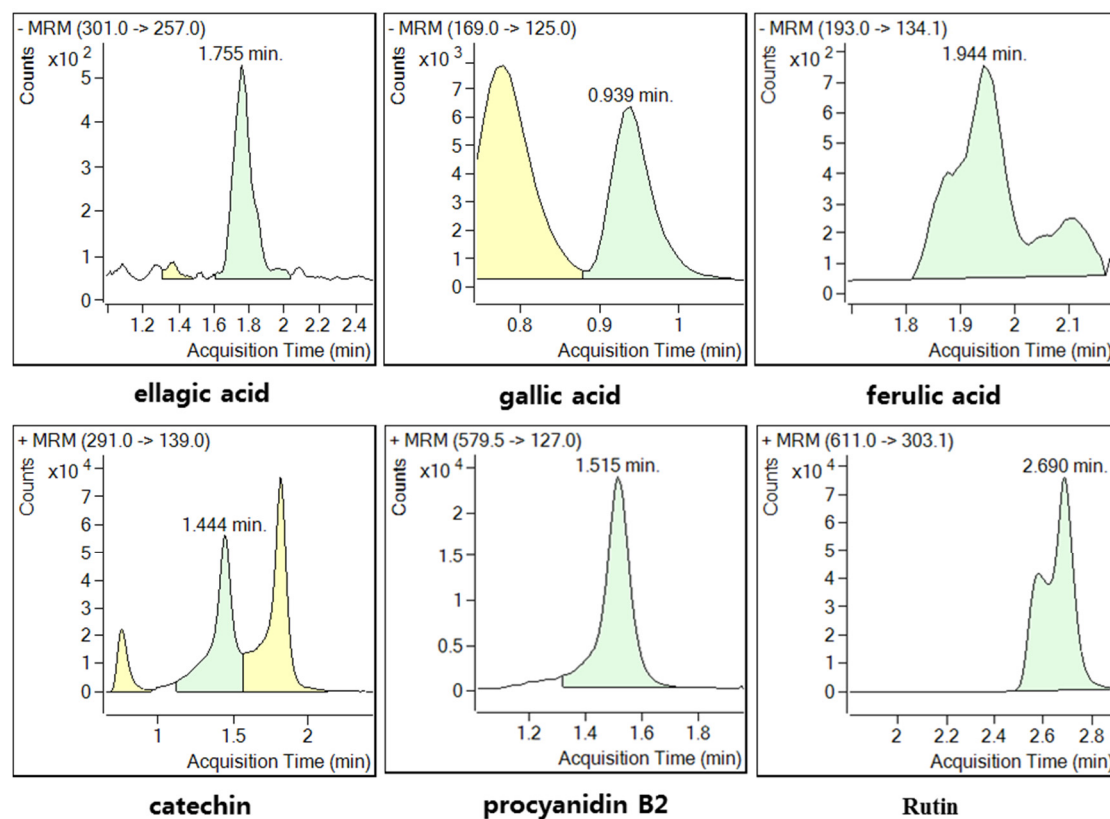 - MRM (301.0 -> 257.0)
x10 2
1.755 min.
Counts
5
4
3
2
1
0
1.2 1.4 1.6 1.8 2 2.2 2.4
Acquisition Time (min)
ellagic acid
- MRM (169.0 -> 125.0)
x10 3
0.939 min.
Counts
7
6
5
4
3
2
1
0
0.8 0.9 1
Acquisition Time (min)
gallic acid
- MRM (193.0 -> 134.1)
x10 2
1.944 min.
Counts
7
6
5
4
3
2
1
0
1.8 1.9 2 2.1
Acquisition Time (min)
ferulic acid
+ MRM (291.0 -> 139.0)
x10 4
1.444 min.
Counts
7
6
5
4
3
2
1
0
1 1.5 2
Acquisition Time (min)
catechin
+ MRM (579.5 -> 127.0)
x10 4
1.515 min.
Counts
2
1.5
1
0.5
0
1.2 1.4 1.6 1.8
Acquisition Time (min)
procyanidin B2
+ MRM (611.0 -> 303.1)
x10 4
2.690 min.
Counts
8
7
6
5
4
3
2
1
0
2 2.2 2.4 2.6 2.8
Acquisition Time (min)
Rutin